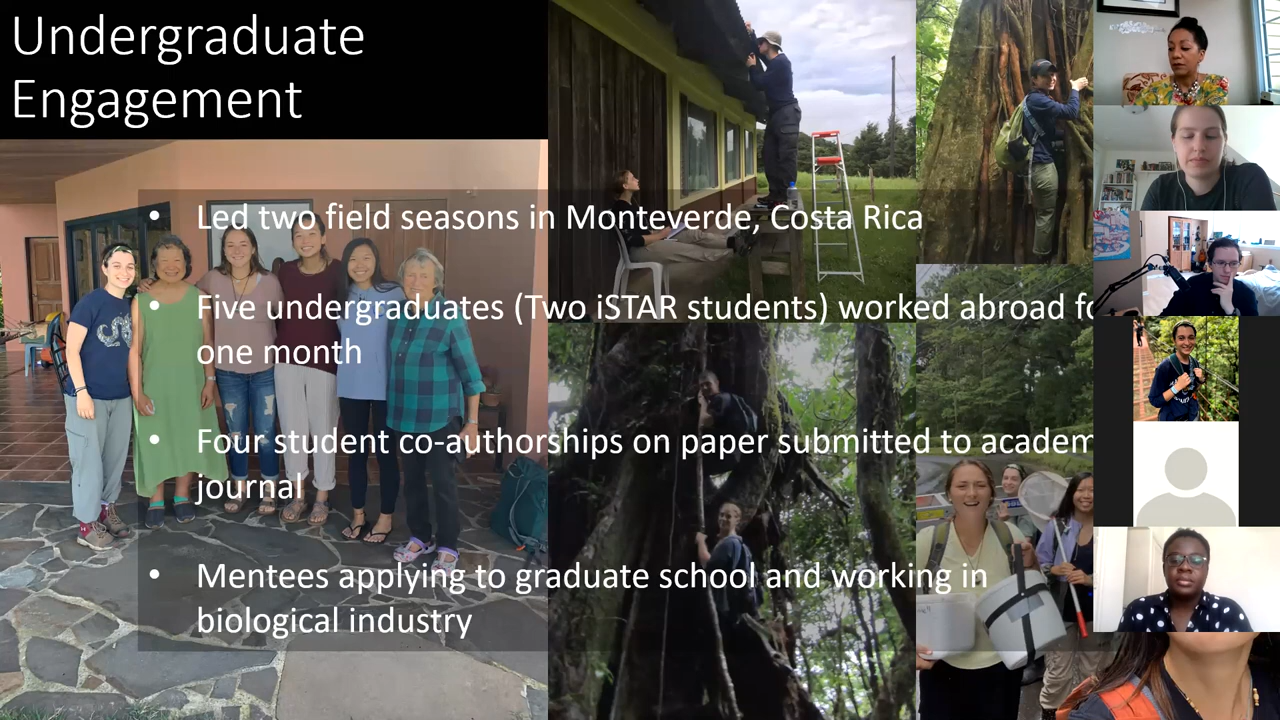 Undergraduate
Engagement
• Led two field seasons in Monteverde, Costa Rica
• Five undergraduates (Two iSTAR students) worked abroad fo
one month
• Four student co-authorships on paper submitted to academ
journal
• Mentees applying to graduate school and working in
biological industry